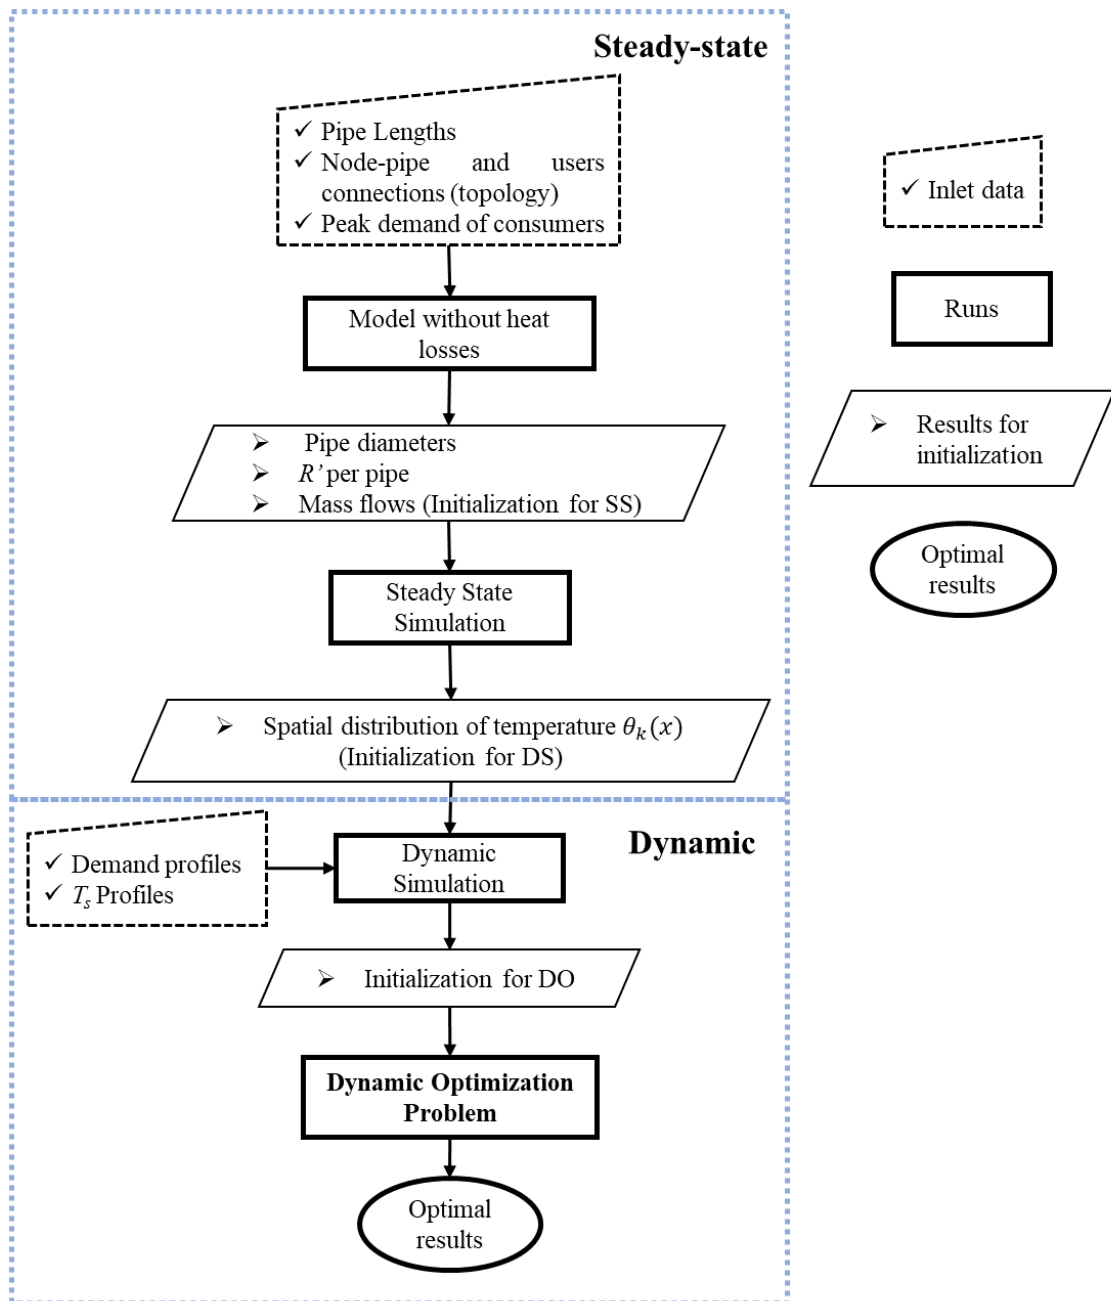 Steady-state
✓ Pipe Lengths
✓ Node-pipe and users
connections (topology)
✓ Peak demand of consumers
Model without heat
losses
➢ Pipe diameters
➢ R' per pipe
➢ Mass flows (Initialization for SS)
Steady State
Simulation
➢ Spatial distribution of temperature θₖ(x)
(Initialization for DS)
Dynamic
✓ Demand profiles
✓ Tₛ Profiles
Dynamic
Simulation
➢ Initialization for DO
Dynamic Optimization
Problem
Optimal
results
✓ Inlet data
Runs
➢ Results for
initialization
Optimal
results